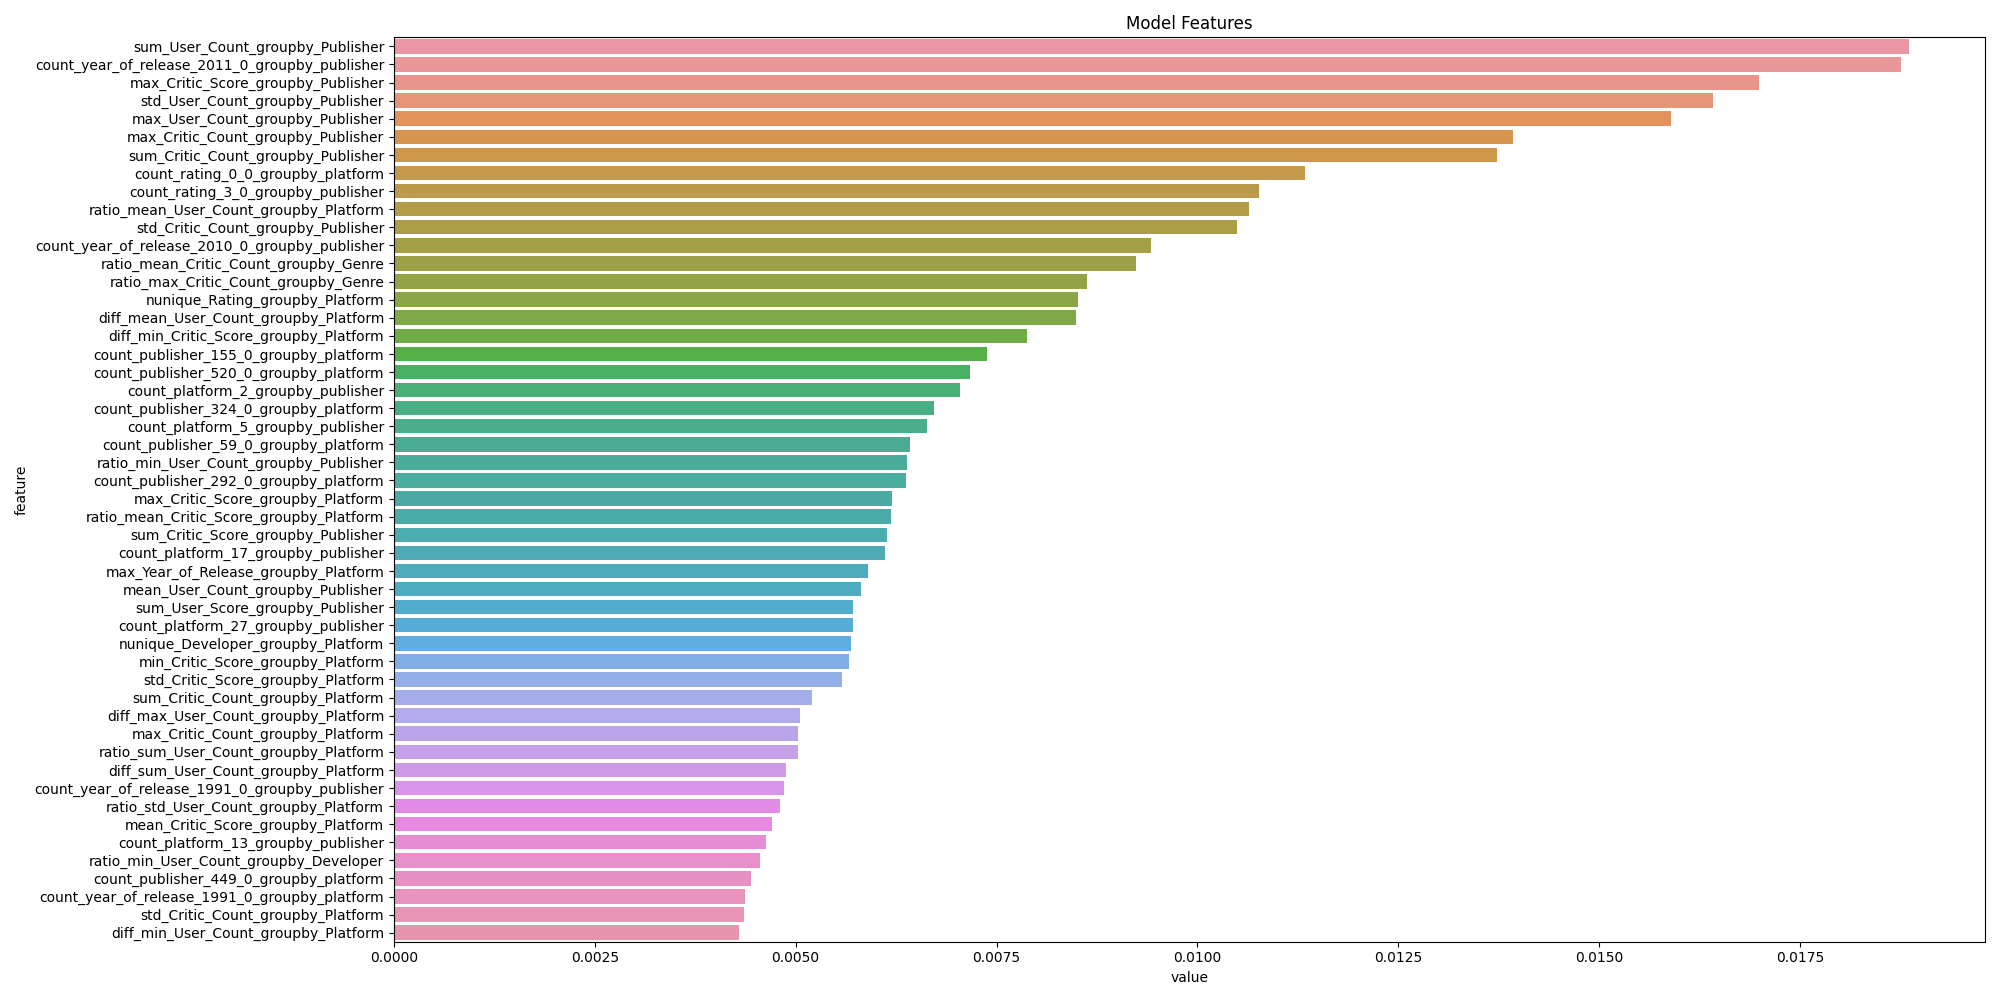 Model Features
sum_User_Count_groupby_Publisher
count_year_of_release_2011_0_groupby_publisher
max_Critic_Score_groupby_Publisher
std_User_Count_groupby_Publisher
max_User_Count_groupby_Publisher
max_Critic_Count_groupby_Publisher
sum_Critic_Count_groupby_Publisher
count_rating_0_0_groupby_platform
count_rating_3_0_groupby_publisher
ratio_mean_User_Count_groupby_Platform
std_Critic_Count_groupby_Publisher
count_year_of_release_2010_0_groupby_publisher
ratio_mean_Critic_Count_groupby_Genre
ratio_max_Critic_Count_groupby_Genre
nunique_Rating_groupby_Platform
diff_mean_User_Count_groupby_Platform
diff_min_Critic_Score_groupby_Platform
count_publisher_155_0_groupby_platform
count_publisher_520_0_groupby_platform
count_platform_2_groupby_publisher
count_publisher_324_0_groupby_platform
count_platform_5_groupby_publisher
count_publisher_59_0_groupby_platform
ratio_min_User_Count_groupby_Publisher
count_publisher_292_0_groupby_platform
max_Critic_Score_groupby_Platform
ratio_mean_Critic_Score_groupby_Platform
sum_Critic_Score_groupby_Publisher
count_platform_17_groupby_publisher
max_Year_of_Release_groupby_Platform
mean_User_Count_groupby_Publisher
sum_User_Score_groupby_Publisher
count_platform_27_groupby_publisher
nunique_Developer_groupby_Platform
min_Critic_Score_groupby_Platform
std_Critic_Score_groupby_Platform
sum_Critic_Count_groupby_Platform
diff_max_User_Count_groupby_Platform
max_Critic_Count_groupby_Platform
ratio_sum_User_Count_groupby_Platform
diff_sum_User_Count_groupby_Platform
count_year_of_release_1991_0_groupby_publisher
ratio_std_User_Count_groupby_Platform
mean_Critic_Score_groupby_Platform
count_platform_13_groupby_publisher
ratio_min_User_Count_groupby_Developer
count_publisher_449_0_groupby_platform
count_year_of_release_1991_0_groupby_platform
std_Critic_Count_groupby_Platform
diff_min_User_Count_groupby_Platform
feature
0.0000 0.0025 0.0050 0.0075 0.0100 0.0125 0.0150 0.0175
value